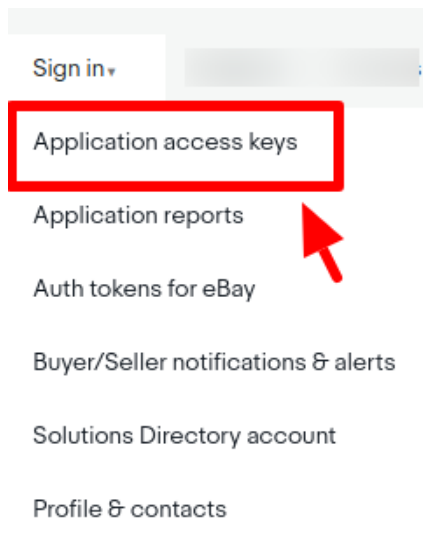 Sign in▾
Application access keys
Application reports
Auth tokens for eBay
Buyer/Seller notifications & alerts
Solutions Directory account
Profile & contacts